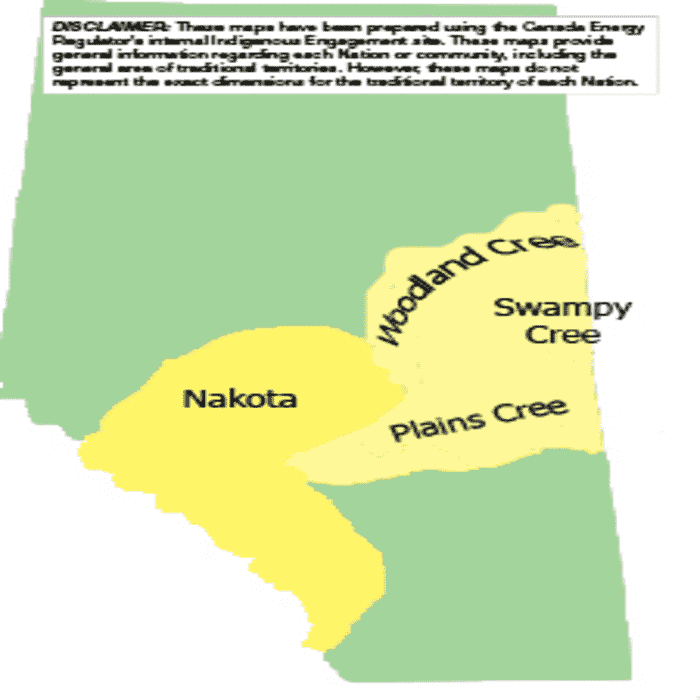 DISCLAIMER: These maps have been prepared using the Canada Energy
Regulator's internal Indigenous Engagement site. These maps provide
general information regarding each Nation or community, including the
general area of traditional territories. However, these maps do not
represent the exact dimensions for the traditional territory of each Nation.
Woodland Cree
Swampy
Cree
Nakota
Plains Cree